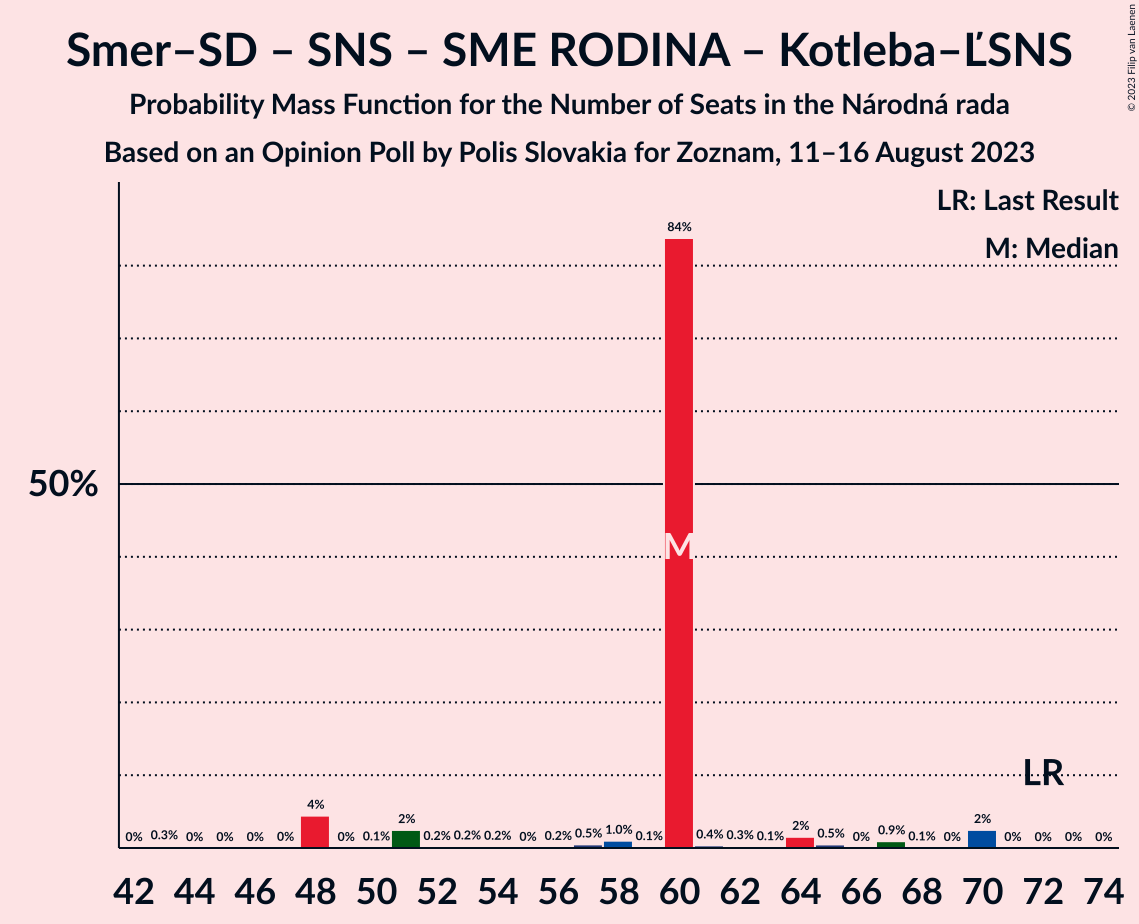 Smer–SD – SNS – SME RODINA – Kotleba–ĽSNS
Probability Mass Function for the Number of Seats in the Národná rada
Based on an Opinion Poll by Polis Slovakia for Zoznam, 11–16 August 2023
© 2023 Filip van Laenen
LR: Last Result
M: Median
84%
50%
M
LR
0% 0.3% 0% 0% 0% 0% 4% 0% 0.1% 2% 0.2% 0.2% 0.2% 0% 0.2% 0.5% 1.0% 0.1% 0.4% 0.3% 0.1% 2% 0.5% 0% 0.9% 0.1% 0% 2% 0% 0% 0% 0%
42 44 46 48 50 52 54 56 58 60 62 64 66 68 70 72 74